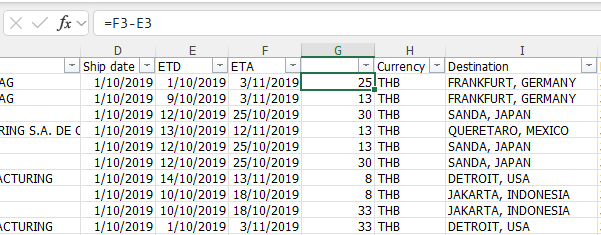 fx =F3-E3
D E F G H I
Ship date ETD ETA Currency Destination
AG 1/10/2019 1/10/2019 3/11/2019 25 THB FRANKFURT, GERMANY
AG 1/10/2019 9/10/2019 3/11/2019 13 THB FRANKFURT, GERMANY
1/10/2019 12/10/2019 25/10/2019 30 THB SANDA, JAPAN
RING S.A. DE C 1/10/2019 13/10/2019 12/11/2019 13 THB QUERETARO, MEXICO
1/10/2019 12/10/2019 25/10/2019 13 THB SANDA, JAPAN
1/10/2019 12/10/2019 25/10/2019 30 THB SANDA, JAPAN
ACTURING 1/10/2019 14/10/2019 13/11/2019 8 THB DETROIT, USA
1/10/2019 10/10/2019 18/10/2019 8 THB JAKARTA, INDONESIA
1/10/2019 10/10/2019 18/10/2019 33 THB JAKARTA, INDONESIA
ACTURING 1/10/2019 1/10/2019 3/11/2019 33 THB DETROIT, USA